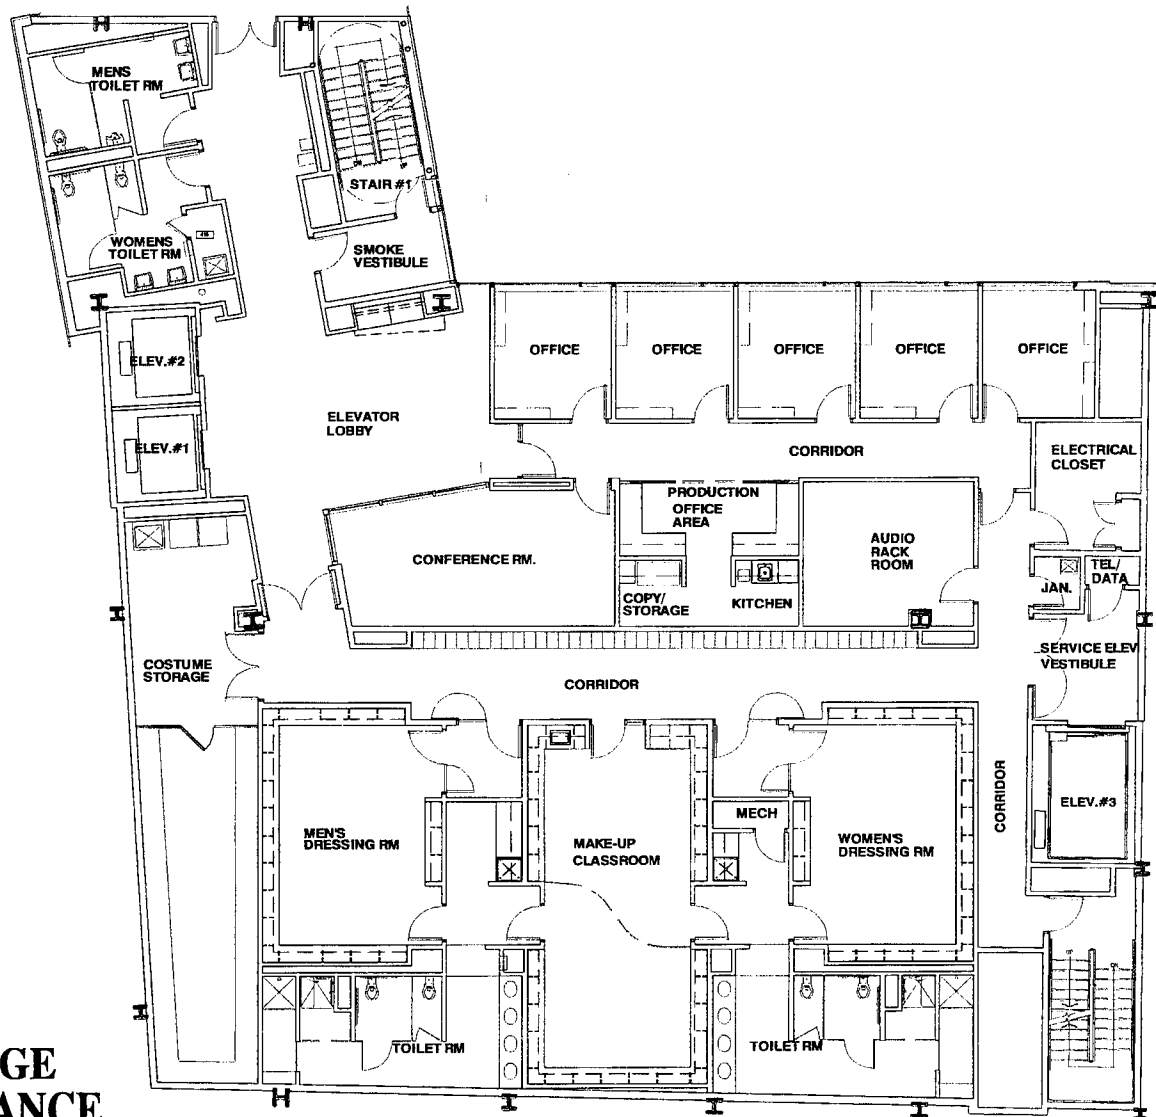 MENS
TOILET RM
STAIR #1
WOMENS
TOILET RM
SMOKE
VESTIBULE
ELEV.#2
OFFICE
OFFICE
OFFICE
OFFICE
OFFICE
ELEVATOR
LOBBY
ELEV.#1
CORRIDOR
ELECTRICAL
CLOSET
PRODUCTION
OFFICE
AREA
CONFERENCE RM.
AUDIO
RACK
ROOM
TEL/
DATA
JAN.
COPY/
STORAGE
KITCHEN
COSTUME
STORAGE
SERVICE ELEV
VESTIBULE
CORRIDOR
CORRIDOR
ELEV.#3
MECH
MEN'S
DRESSING RM
MAKE-UP
CLASSROOM
WOMEN'S
DRESSING RM
TOILET RM
TOILET RM
GE
ANCE